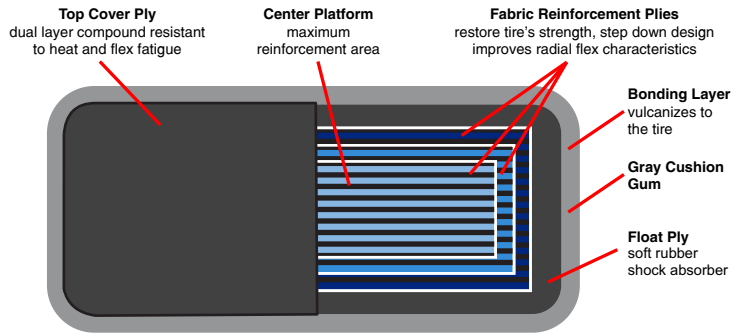 Top Cover Ply
dual layer compound resistant
to heat and flex fatigue
Center Platform
maximum
reinforcement area
Fabric Reinforcement Plies
restore tire's strength, step down design
improves radial flex characteristics
Bonding Layer
vulcanizes to
the tire
Gray Cushion
Gum
Float Ply
soft rubber
shock absorber